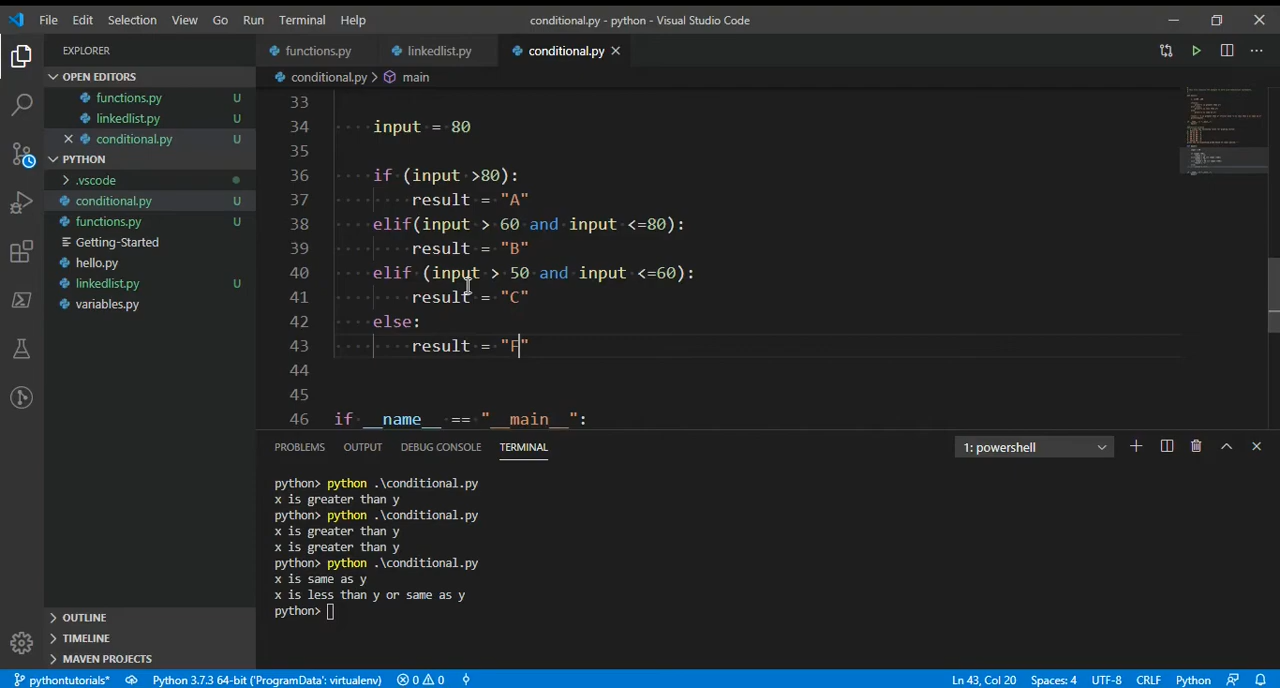 File Edit Selection View Go Run Terminal Help conditional.py - python - Visual Studio Code
EXPLORER functions.py linkedlist.py conditional.py
OPEN EDITORS conditional.py > main
functions.py U
linkedlist.py U
conditional.py U
PYTHON
.vscode
conditional.py U
functions.py U
Getting-Started
hello.py
linkedlist.py U
variables.py
33
34 input = 80
35
36 if (input >80):
37 result = "A"
38 elif(input > 60 and input <=80):
39 result = "B"
40 elif (input > 50 and input <=60):
41 result = "C"
42 else:
43 result = "F"
44
45
46 if __name__ == "__main__":
PROBLEMS OUTPUT DEBUG CONSOLE TERMINAL 1: powershell
python> python .\conditional.py
x is greater than y
python> python .\conditional.py
x is greater than y
x is greater than y
python> python .\conditional.py
x is same as y
x is less than y or same as y
python>
OUTLINE
TIMELINE
MAVEN PROJECTS
pythontutorials* Python 3.7.3 64-bit ('ProgramData': virtualenv) 0 0 Ln 43, Col 20 Spaces: 4 UTF-8 CRLF Python